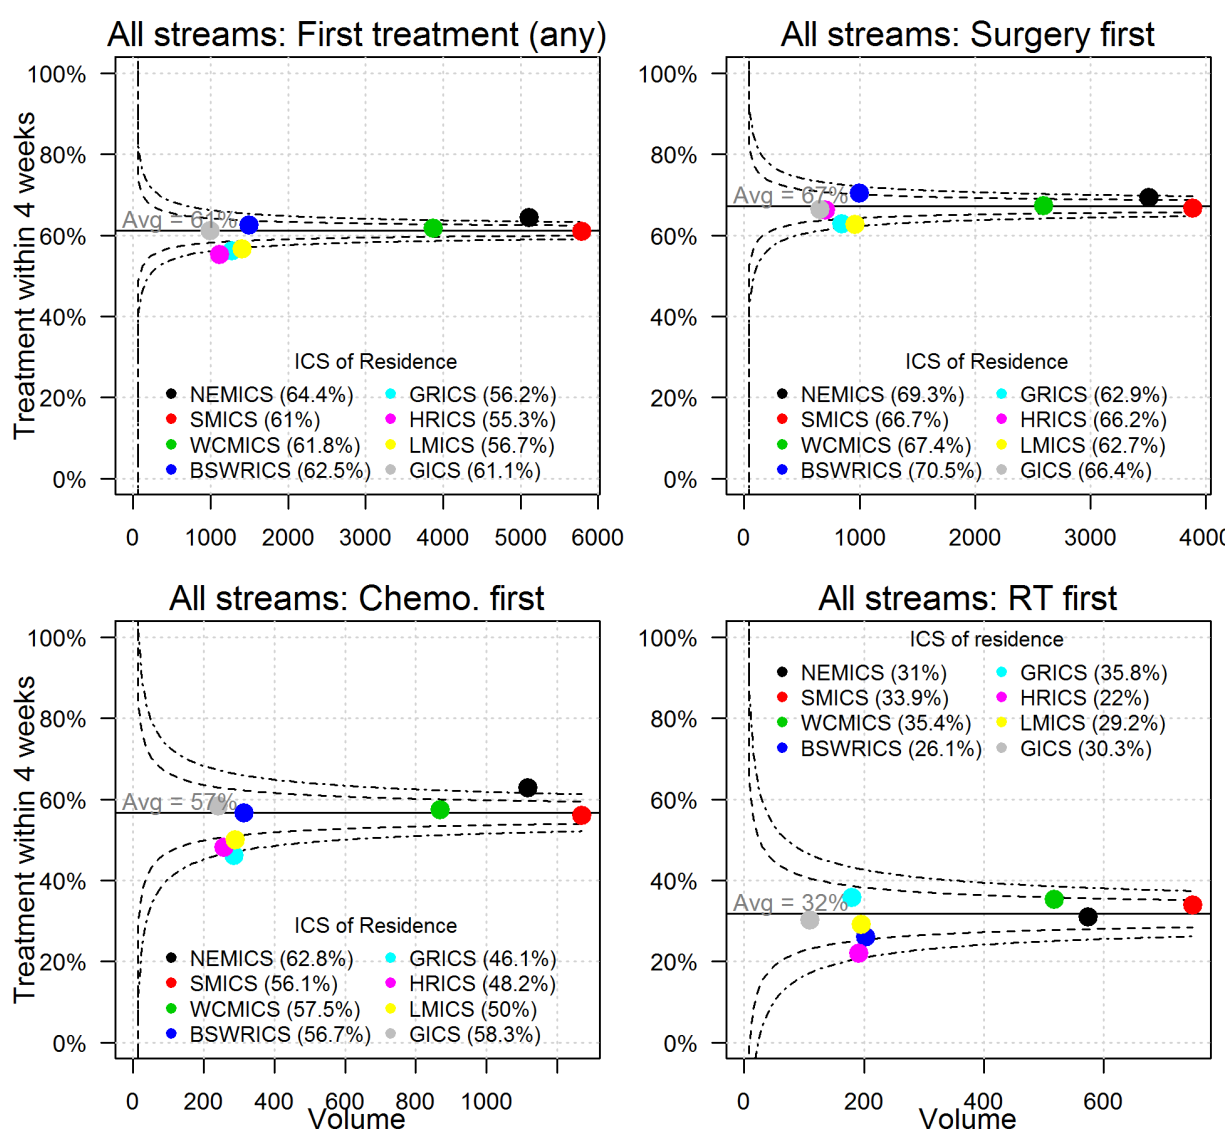 All streams: First treatment (any)
Treatment within 4 weeks
100%
80%
60%
40%
20%
0%
Avg = 61%
ICS of Residence
NEMICS (64.4%) GRICS (56.2%)
SMICS (61%) HRICS (55.3%)
WCMICS (61.8%) LMICS (56.7%)
BSWRICS (62.5%) GICS (61.1%)
0 1000 2000 3000 4000 5000 6000
All streams: Surgery first
100%
80%
60%
40%
20%
0%
Avg = 67%
ICS of Residence
NEMICS (69.3%) GRICS (62.9%)
SMICS (66.7%) HRICS (66.2%)
WCMICS (67.4%) LMICS (62.7%)
BSWRICS (70.5%) GICS (66.4%)
0 1000 2000 3000 4000
All streams: Chemo. first
Treatment within 4 weeks
100%
80%
60%
40%
20%
0%
Avg = 57%
ICS of Residence
NEMICS (62.8%) GRICS (46.1%)
SMICS (56.1%) HRICS (48.2%)
WCMICS (57.5%) LMICS (50%)
BSWRICS (56.7%) GICS (58.3%)
0 200 400 600 800 1000
Volume
All streams: RT first
100%
80%
60%
40%
20%
0%
ICS of residence
NEMICS (31%) GRICS (35.8%)
SMICS (33.9%) HRICS (22%)
WCMICS (35.4%) LMICS (29.2%)
BSWRICS (26.1%) GICS (30.3%)
Avg = 32%
0 200 400 600
Volume